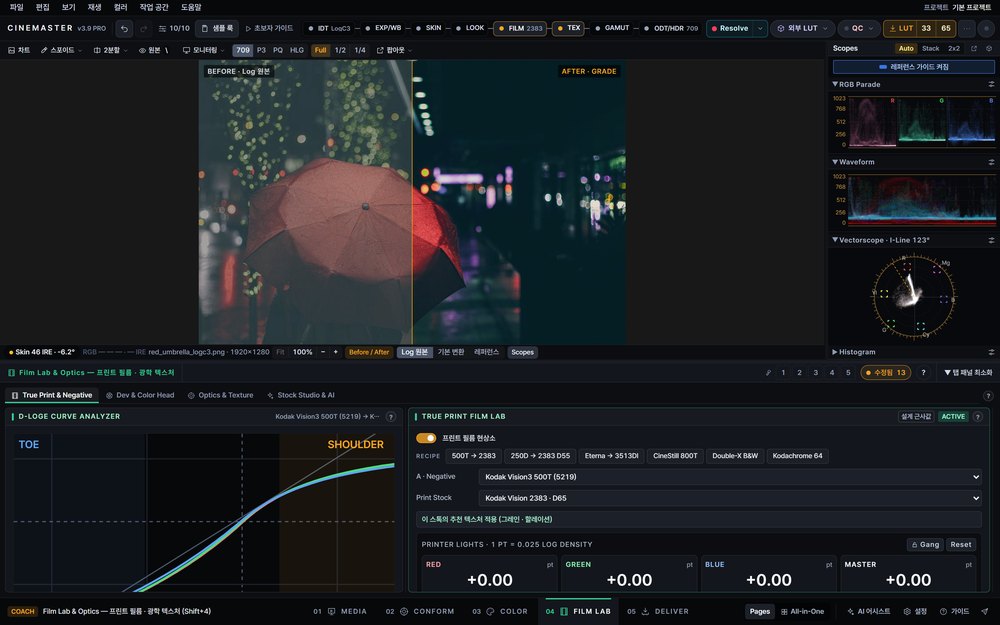 파일 편집 보기 재생 컬러 작업 공간 도움말 프로젝트 기본 프로젝트
CINEMASTER v3.9 PRO 10/10 샘플 룩 초보자 가이드 IDT LogC3 EXP/WB SKIN LOOK FILM 2383 TEX GAMUT ODT/HDR 709 Resolve 외부 LUT QC LUT 33 65
차트 스포이드 2분할 원본 \ 모니터링 709 P3 PQ HLG Full 1/2 1/4 팝아웃 Scopes Auto Stack 2x2
BEFORE · Log 원본 AFTER · GRADE
레퍼런스 가이드 켜짐
RGB Parade
1023
768
512
256
0
R G B
Waveform
1023
768
512
256
0
Vectorscope · I-Line 123°
R Mg B Cy G Yl
Histogram
Skin 46 IRE · -6.2° RGB — — — · — IRE red_umbrella_logc3.png · 1920×1280 Fit 100% − + Before / After Log 원본 기본 변환 레퍼런스 Scopes
Film Lab & Optics — 프린트 필름 · 광학 텍스처 1 2 3 4 5 수정됨 13 ? ▼ 탭 패널 최소화
True Print & Negative Dev & Color Head Optics & Texture Stock Studio & AI ?
D-LOGE CURVE ANALYZER Kodak Vision3 500T (5219) → K··· ?
TOE SHOULDER
TRUE PRINT FILM LAB 설계 근사값 ACTIVE ?
프린트 필름 현상소
RECIPE 500T → 2383 250D → 2383 D55 Eterna → 3513DI CineStill 800T Double-X B&W Kodachrome 64
A · Negative Kodak Vision3 500T (5219)
Print Stock Kodak Vision 2383 · D65
이 스톡의 추천 텍스처 적용 (그레인 · 할레이션)
PRINTER LIGHTS · 1 PT = 0.025 LOG DENSITY Gang Reset
RED pt GREEN pt BLUE pt MASTER pt
+0.00 +0.00 +0.00 +0.00
COACH Film Lab & Optics — 프린트 필름 · 광학 텍스처 (Shift+4) 01 MEDIA 02 CONFORM 03 COLOR 04 FILM LAB 05 DELIVER Pages All-in-One AI 어시스트 설정 가이드